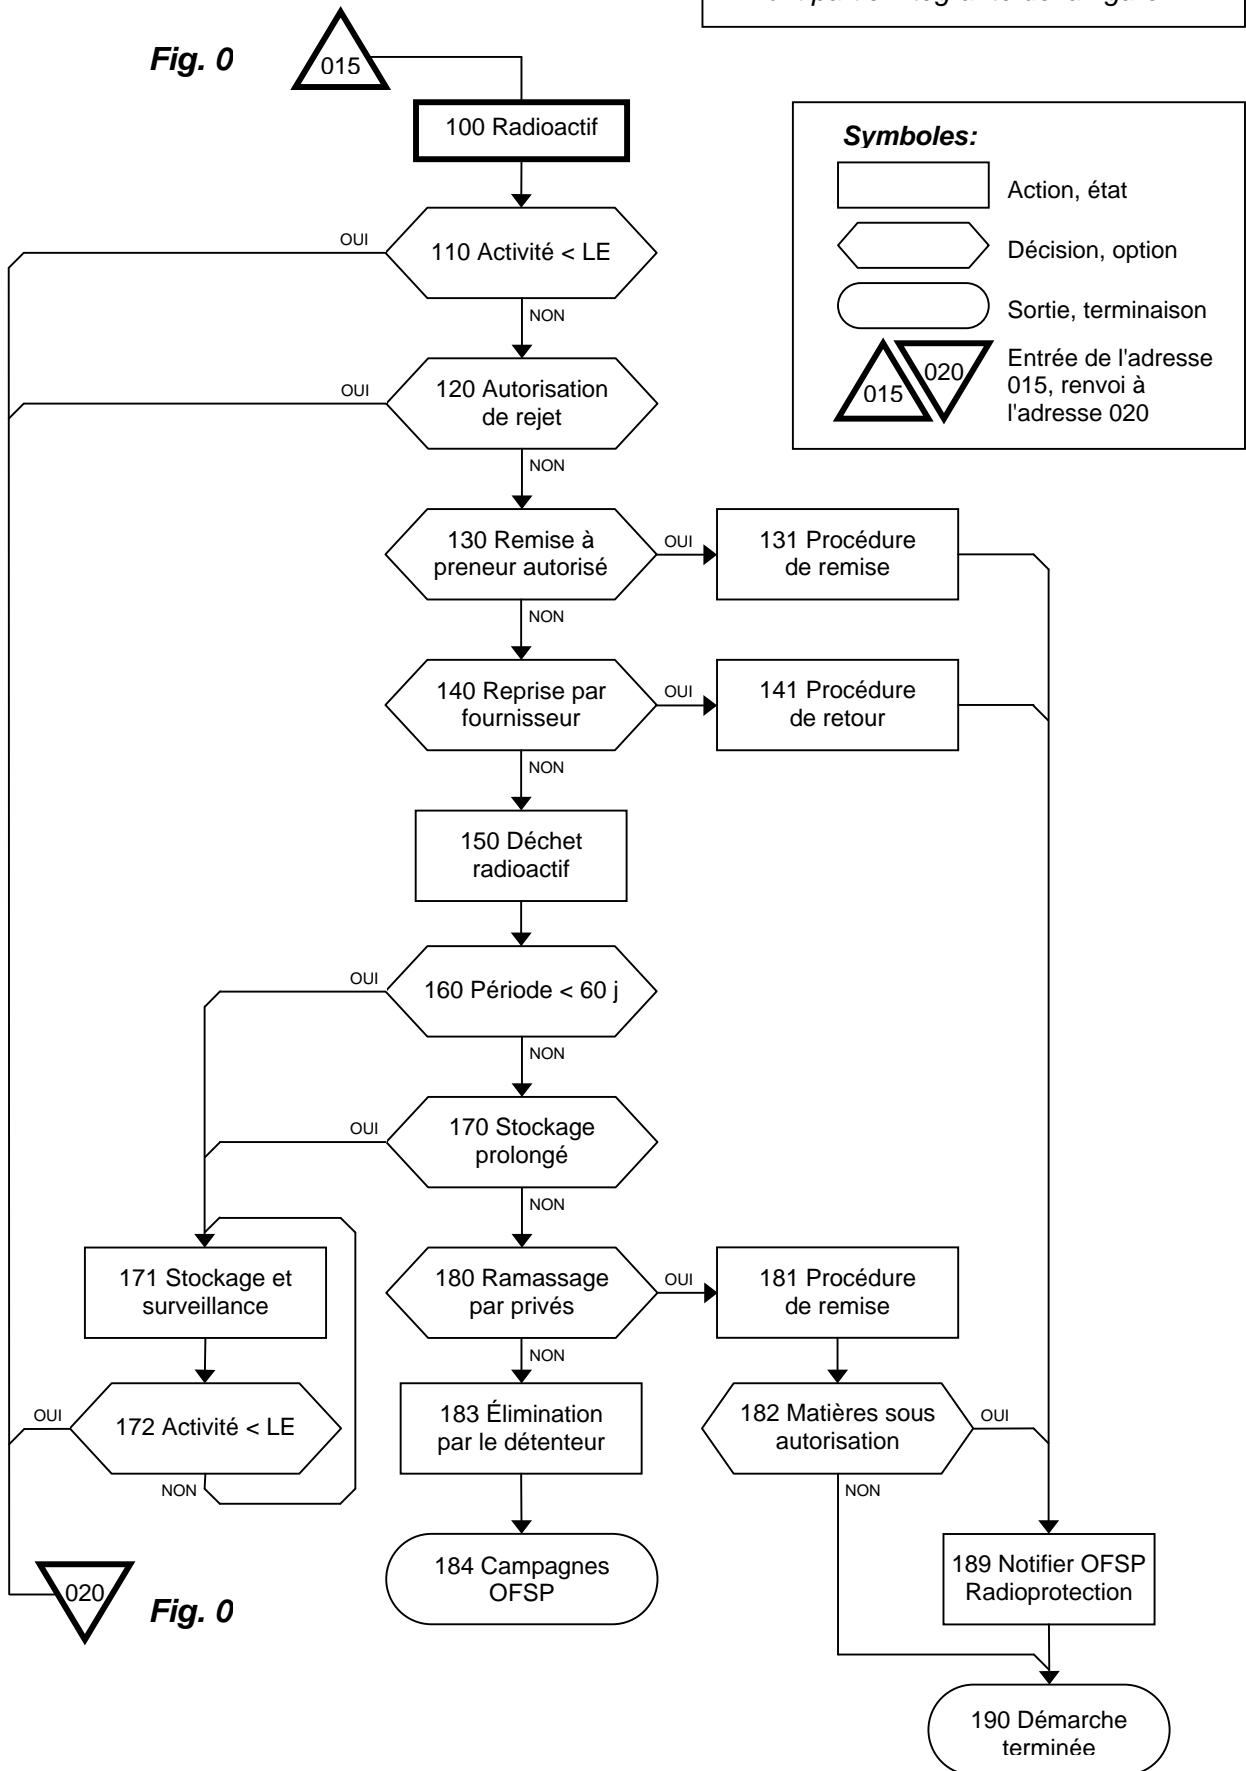 Fig. 0
015
100 Radioactif
Symboles:
Action, état
Décision, option
Sortie, terminaison
015
020
Entrée de l'adresse
015, renvoi à
l'adresse 020
OUI
110 Activité < LE
NON
OUI
120 Autorisation
de rejet
NON
130 Remise à
preneur autorisé
OUI
131 Procédure
de remise
NON
140 Reprise par
fournisseur
OUI
141 Procédure
de retour
NON
150 Déchet
radioactif
OUI
160 Période < 60 j
NON
OUI
170 Stockage
prolongé
NON
171 Stockage et
surveillance
180 Ramassage
par privés
OUI
181 Procédure
de remise
NON
OUI
172 Activité < LE
NON
183 Élimination
par le détenteur
182 Matières sous
autorisation
OUI
NON
184 Campagnes
OFSP
189 Notifier OFSP
Radioprotection
020
Fig. 0
190 Démarche
terminée